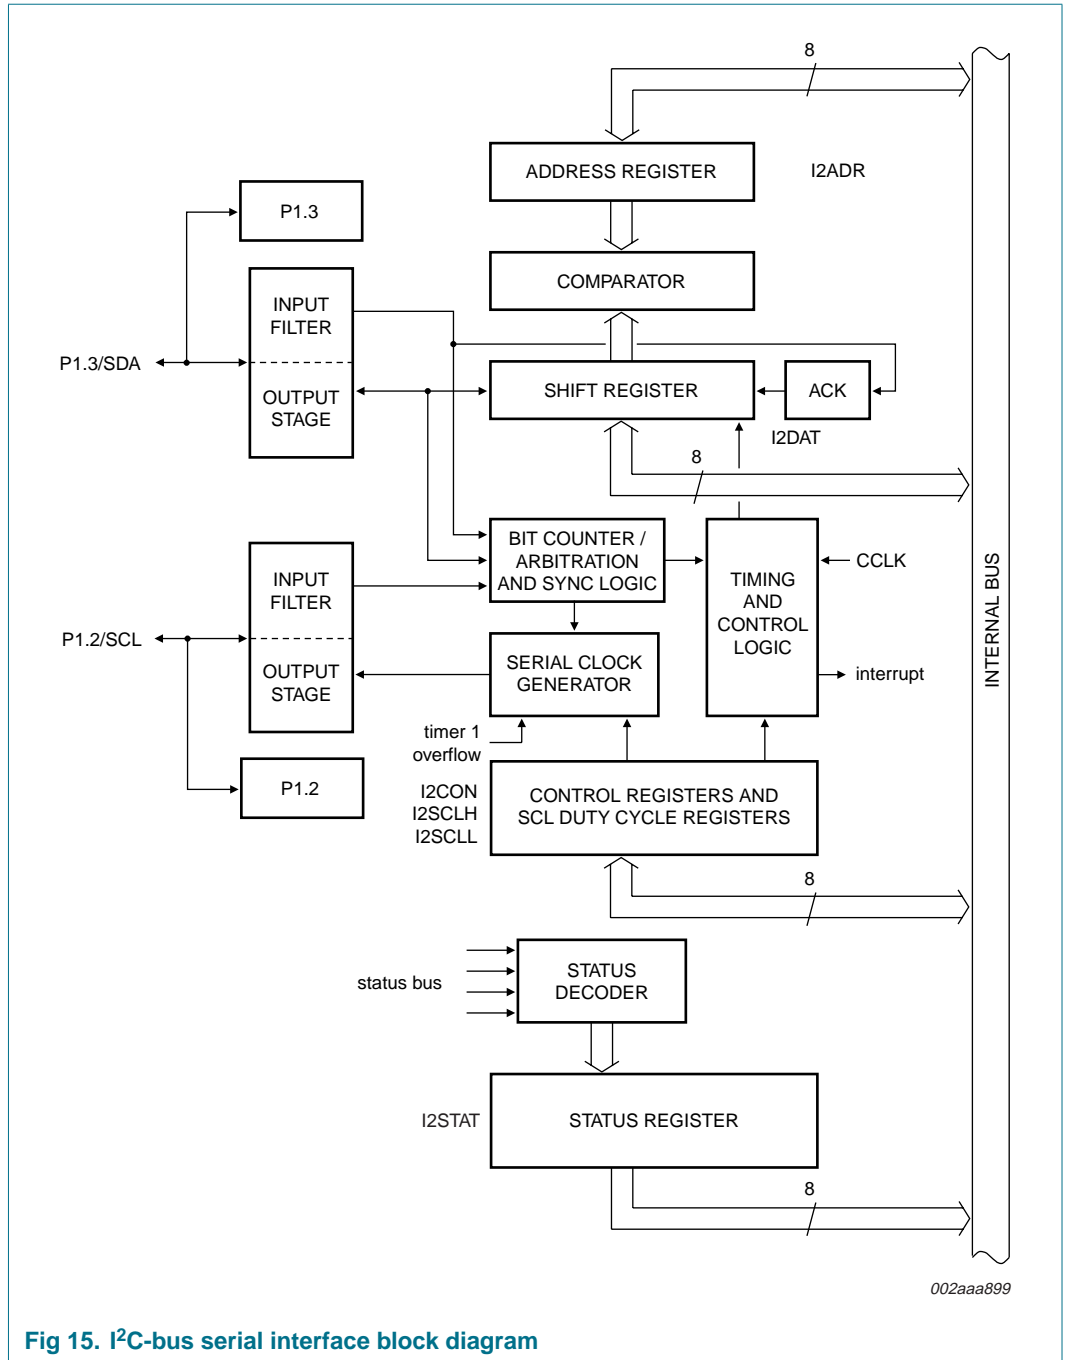 8
ADDRESS REGISTER
I2ADR
P1.3
COMPARATOR
INPUT
FILTER
P1.3/SDA
OUTPUT
STAGE
SHIFT REGISTER
ACK
I2DAT
8
BIT COUNTER /
ARBITRATION
AND SYNC LOGIC
INPUT
FILTER
TIMING
AND
CONTROL
LOGIC
CCLK
INTERNAL BUS
P1.2/SCL
OUTPUT
STAGE
SERIAL CLOCK
GENERATOR
interrupt
timer 1
overflow
P1.2
I2CON
I2SCLH
I2SCLL
CONTROL REGISTERS AND
SCL DUTY CYCLE REGISTERS
8
status bus
STATUS
DECODER
I2STAT
STATUS REGISTER
8
002aaa899
Fig 15. I²C-bus serial interface block diagram